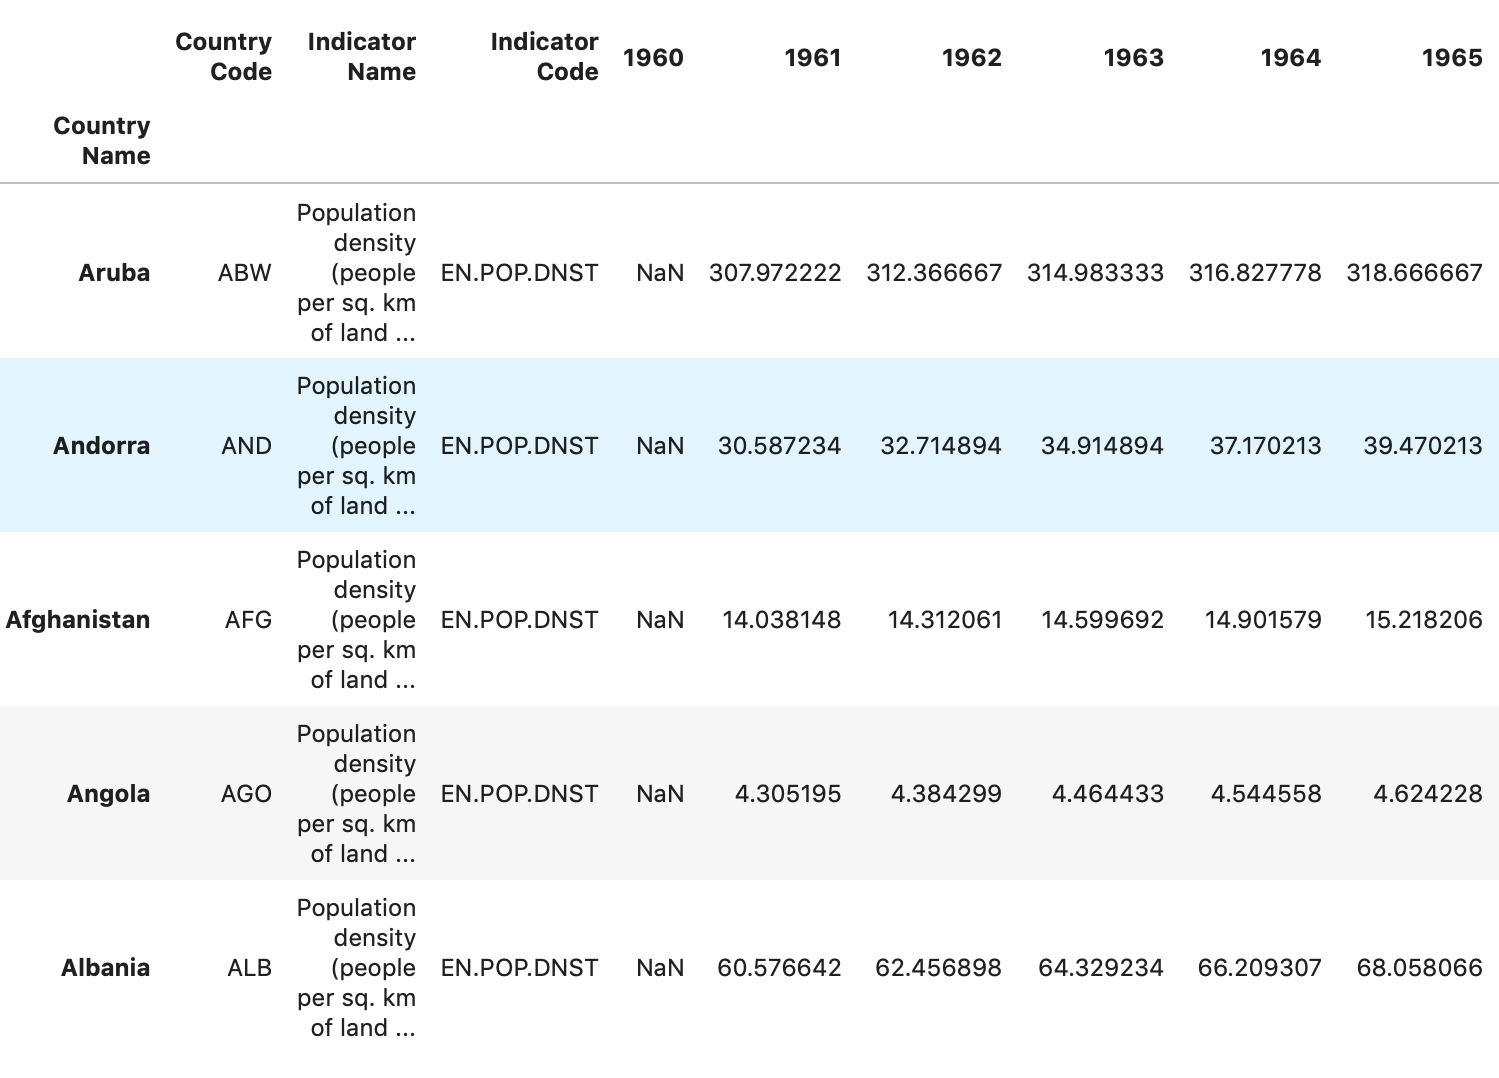 Country Code Indicator Name Indicator Code 1960 1961 1962 1963 1964 1965
Country Name
Aruba ABW Population density (people per sq. km of land ... EN.POP.DNST NaN 307.972222 312.366667 314.983333 316.827778 318.666667
Andorra AND Population density (people per sq. km of land ... EN.POP.DNST NaN 30.587234 32.714894 34.914894 37.170213 39.470213
Afghanistan AFG Population density (people per sq. km of land ... EN.POP.DNST NaN 14.038148 14.312061 14.599692 14.901579 15.218206
Angola AGO Population density (people per sq. km of land ... EN.POP.DNST NaN 4.305195 4.384299 4.464433 4.544558 4.624228
Albania ALB Population density (people per sq. km of land ... EN.POP.DNST NaN 60.576642 62.456898 64.329234 66.209307 68.058066